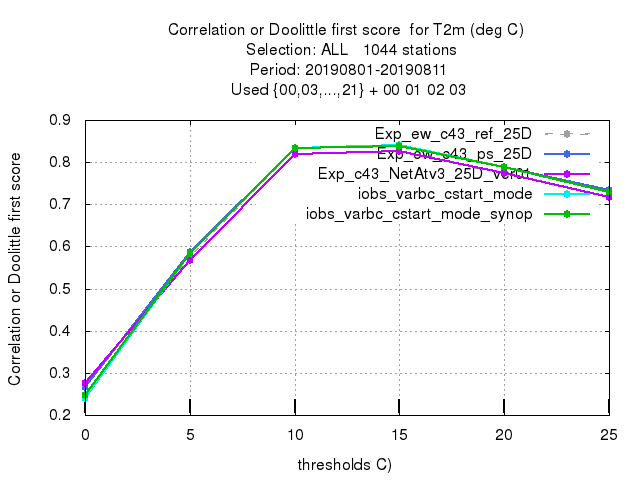 Correlation or Doolittle first score  for T2m (deg C)
Selection: ALL   1044 stations
Period: 20190801-20190811
Used {00,03,...,21} + 00 01 02 03
Correlation or Doolittle first score
0.9
0.8
0.7
0.6
0.5
0.4
0.3
0.2
Exp_ew_c43_ref_25D
Exp_ew_c43_ps_25D
Exp_c43_NetAtv3_25D_ver01
iobs_varbc_cstart_mode
iobs_varbc_cstart_mode_synop
0 5 10 15 20 25
thresholds C)